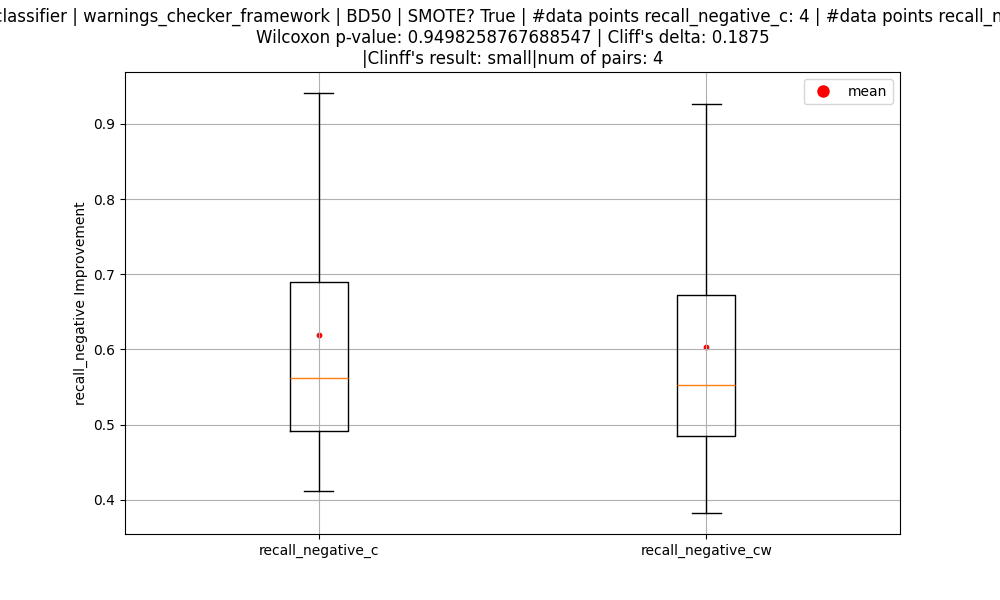 classifier | warnings_checker_framework | BD50 | SMOTE? True | #data points recall_negative_c: 4 | #data points
Wilcoxon p-value: 0.9498258767688547 | Cliff's delta: 0.1875
|Clinff's result: small|num of pairs: 4
mean
0.9
0.8
0.7
0.6
0.5
0.4
recall_negative Improvement
recall_negative_c
recall_negative_cw